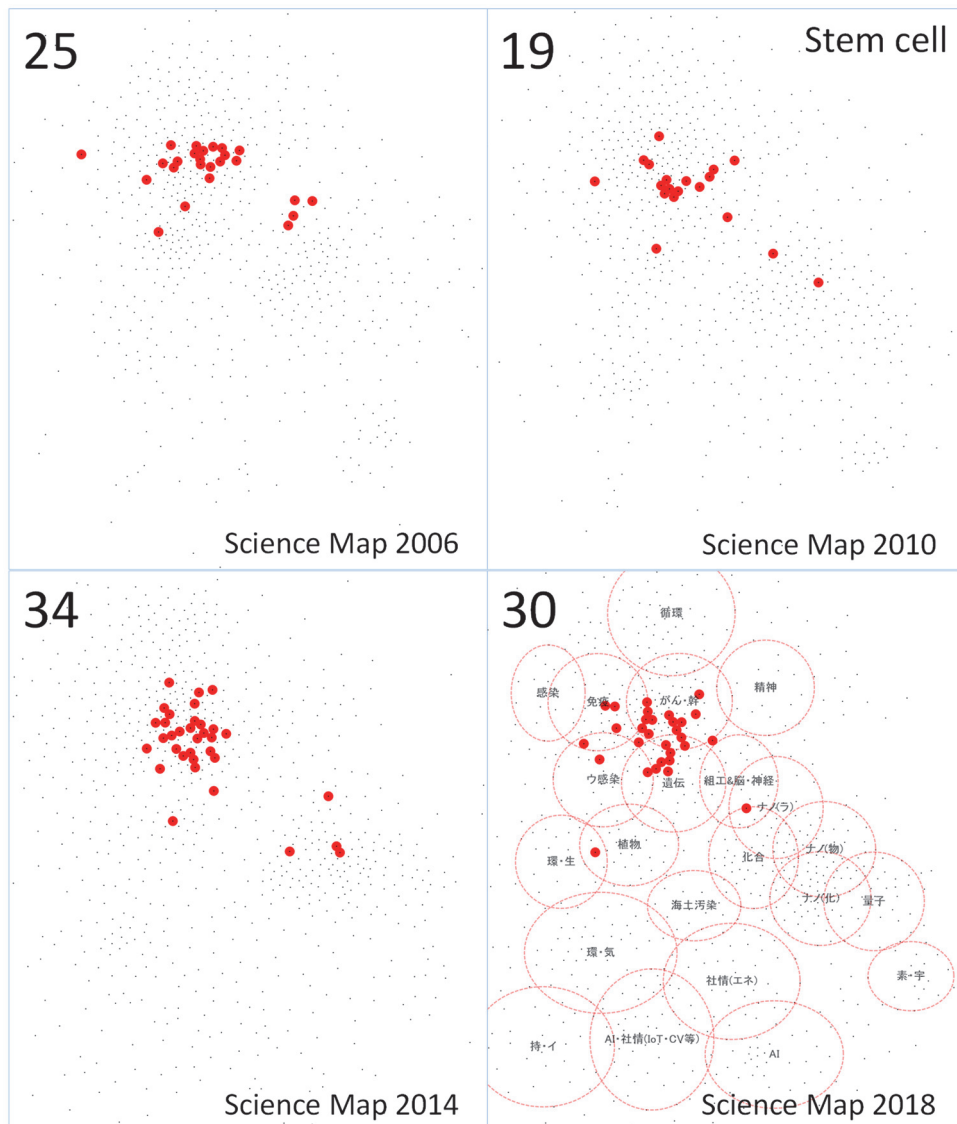 25
Science Map 2006
19
Stem cell
Science Map 2010
34
Science Map 2014
30
循環
感染
免疫
がん・幹
精神
ウ感染
遺伝
組工&脳・神経
ナノ(ラ)
環・生
植物
化合
ナノ(物)
海土汚染
ナノ(化)
量子
環・気
社情(エネ)
素・宇
持・イ
AI・社情(IoT・CV等)
AI
Science Map 2018